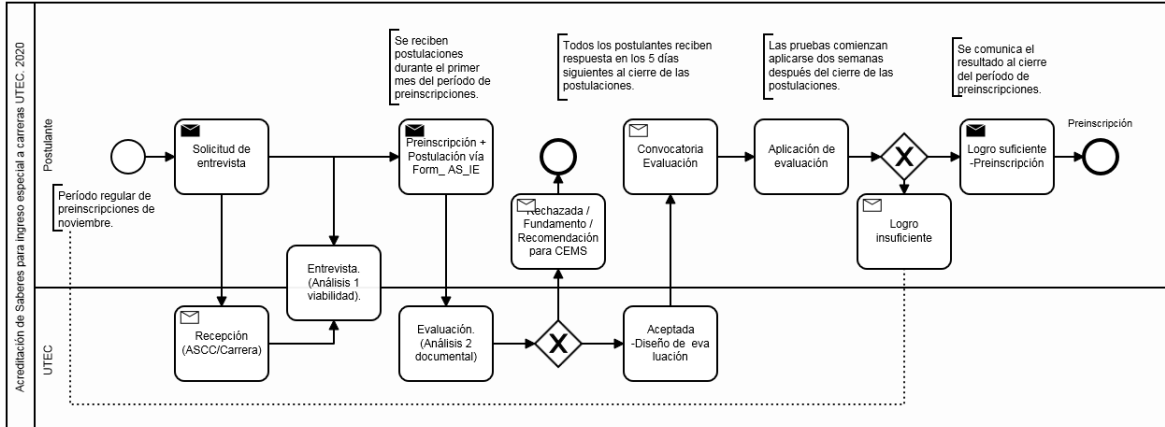 Acreditación de Saberes para ingreso especial a carreras UTEC. 2020
Postulante
UTEC
Período regular de
preinscripciones de
noviembre.
Solicitud de
entrevista
Recepción
(ASCC/Carrera)
Entrevista.
(Análisis 1
viabilidad).
Se reciben
postulaciones
durante el primer
mes del período de
preinscripciones.
Preinscripción +
Postulación vía
Form_ AS_IE
Evaluación.
(Análisis 2
documental)
X
Todos los postulantes reciben
respuesta en los 5 días
siguientes al cierre de las
postulaciones.
Rechazada /
Fundamento /
Recomendación
para CEMS
Aceptada
-Diseño de eva
luación
Convocatoria
Evaluación
Las pruebas comienzan
aplicarse dos semanas
después del cierre de las
postulaciones.
Aplicación de
evaluación
X
Logro
insuficiente
Se comunica el
resultado al cierre
del período de
preinscripciones.
Logro suficiente
-Preinscripción
Preinscripción